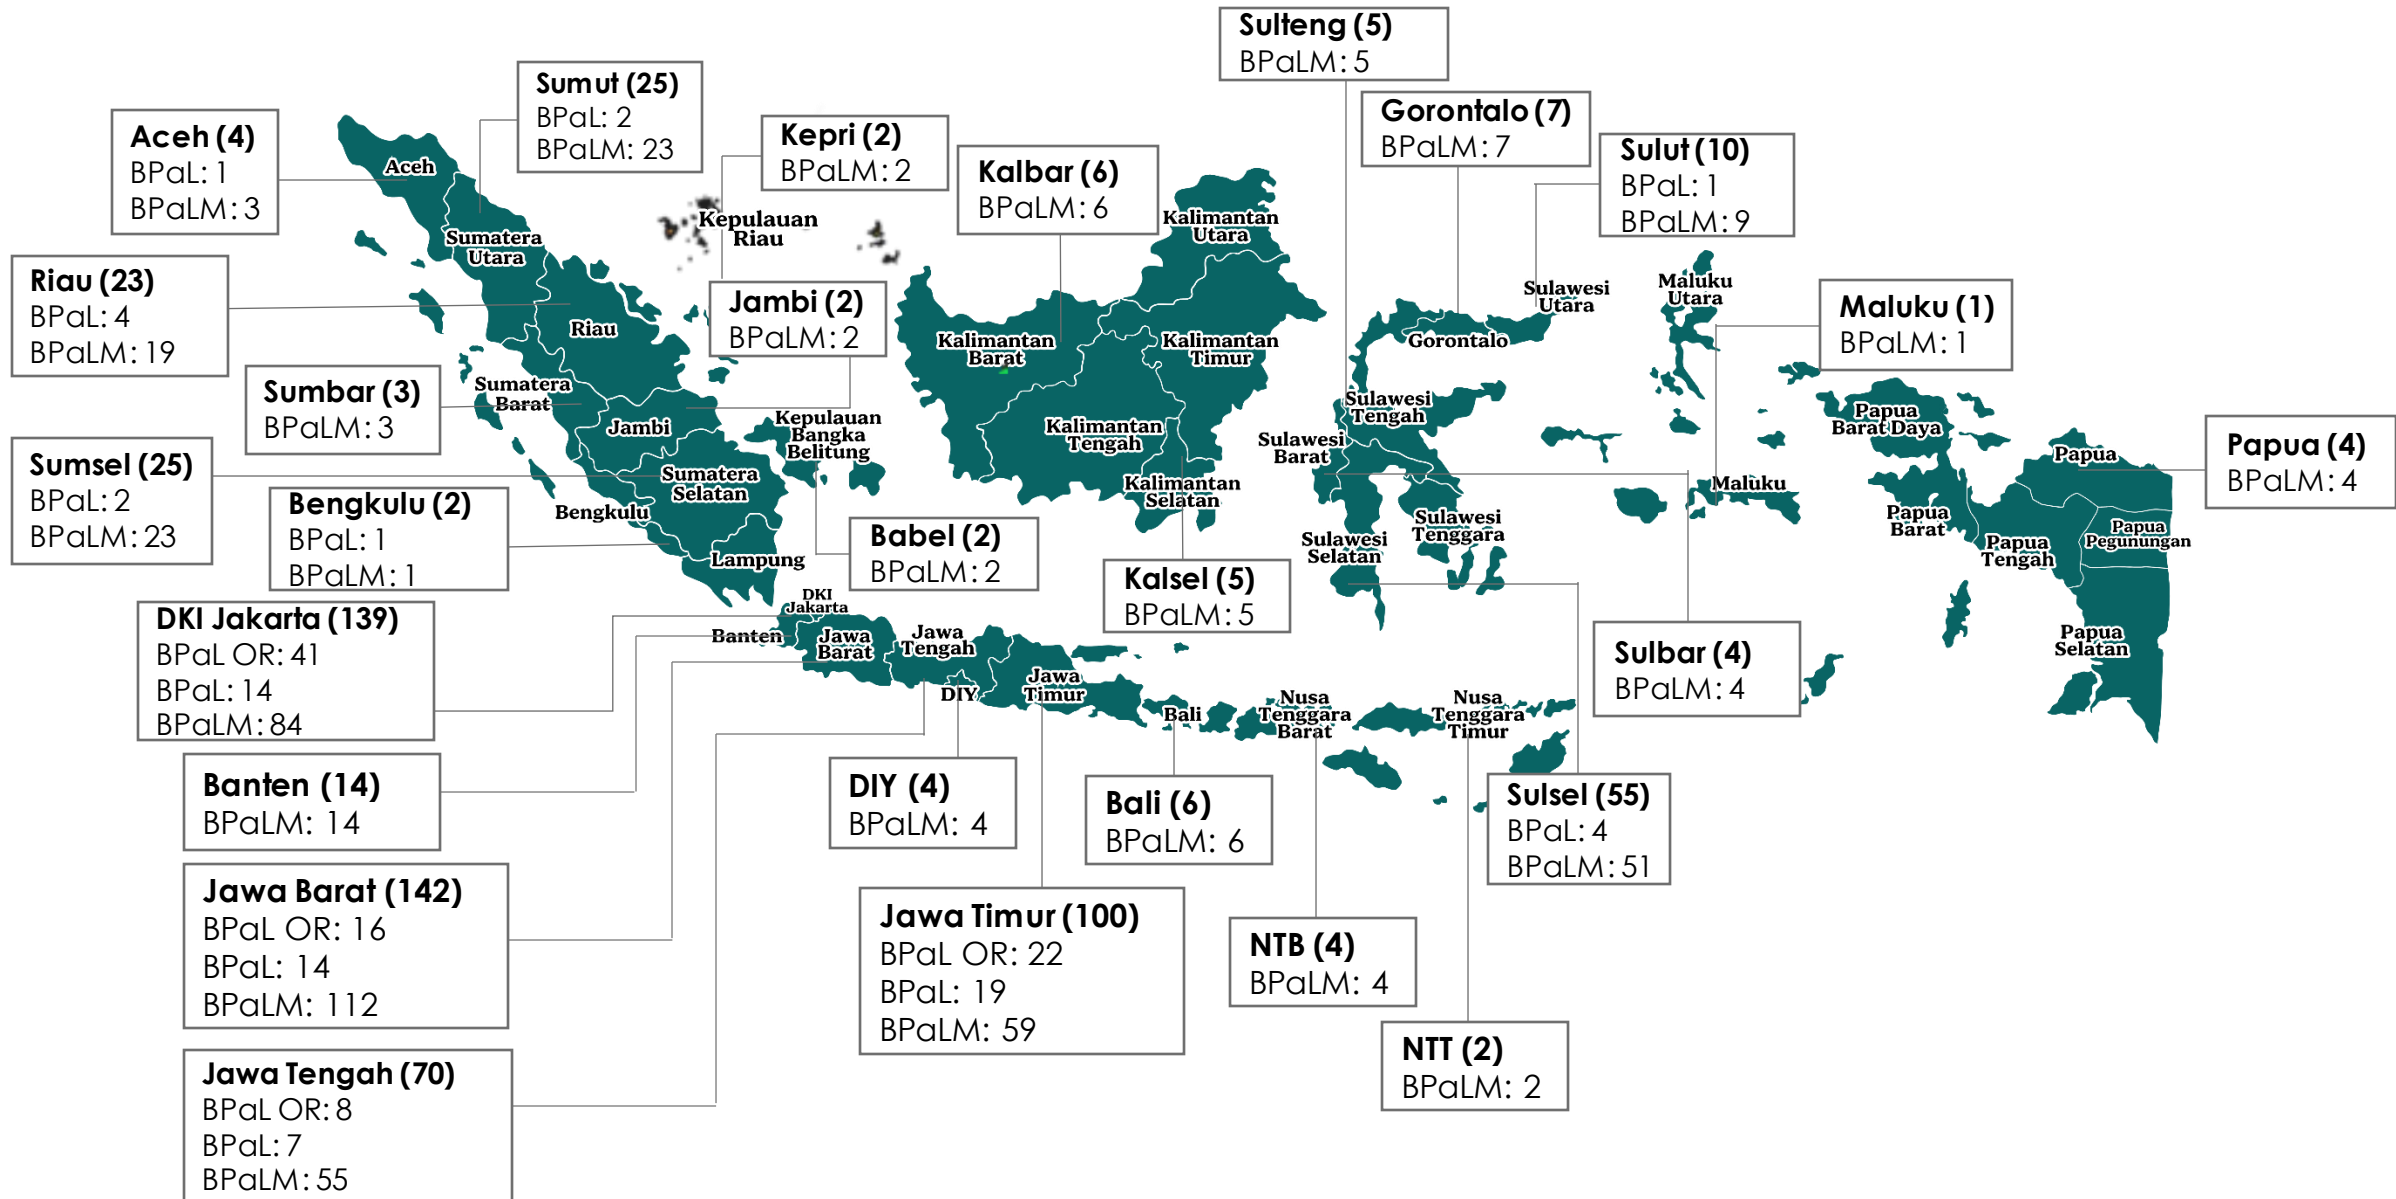 Sulteng (5)
BPaLM: 5
Sumut (25)
BPaL: 2
BPaLM: 23
Gorontalo (7)
BPaLM: 7
Aceh (4)
BPaL: 1
BPaLM: 3
Kepri (2)
BPaLM: 2
Kalbar (6)
BPaLM: 6
Sulut (10)
BPaL: 1
BPaLM: 9
Aceh
Kepulauan
Riau
Kalimantan
Utara
Sumatera
Utara
Riau (23)
BPaL: 4
BPaLM: 19
Jambi (2)
BPaLM: 2
Sulawesi
Utara
Maluku
Utara
Maluku (1)
BPaLM: 1
Riau
Kalimantan
Barat
Kalimantan
Timur
Gorontalo
Sumbar (3)
BPaLM: 3
Sumatera
Barat
Jambi
Kepulauan
Bangka
Belitung
Kalimantan
Tengah
Sulawesi
Tengah
Sulawesi
Barat
Papua
Barat Daya
Papua
Papua (4)
BPaLM: 4
Sumsel (25)
BPaL: 2
BPaLM: 23
Sumatera
Selatan
Kalimantan
Selatan
Maluku
Bengkulu (2)
BPaL: 1
BPaLM: 1
Bengkulu
Lampung
Babel (2)
BPaLM: 2
Kalsel (5)
BPaLM: 5
Sulawesi
Selatan
Sulawesi
Tenggara
Papua
Barat
Papua
Tengah
Papua
Pegunungan
DKI Jakarta (139)
BPaL OR: 41
BPaL: 14
BPaLM: 84
DKI
Jakarta
Banten
Jawa
Barat
Jawa
Tengah
DIY
Jawa
Timur
Bali
Nusa
Tenggara
Barat
Nusa
Tenggara
Timur
Sulbar (4)
BPaLM: 4
Papua
Selatan
Banten (14)
BPaLM: 14
DIY (4)
BPaLM: 4
Bali (6)
BPaLM: 6
Sulsel (55)
BPaL: 4
BPaLM: 51
Jawa Barat (142)
BPaL OR: 16
BPaL: 14
BPaLM: 112
Jawa Timur (100)
BPaL OR: 22
BPaL: 19
BPaLM: 59
NTB (4)
BPaLM: 4
NTT (2)
BPaLM: 2
Jawa Tengah (70)
BPaL OR: 8
BPaL: 7
BPaLM: 55